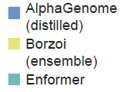 AlphaGenome
(distilled)
Borzoi
(ensemble)
Enformer